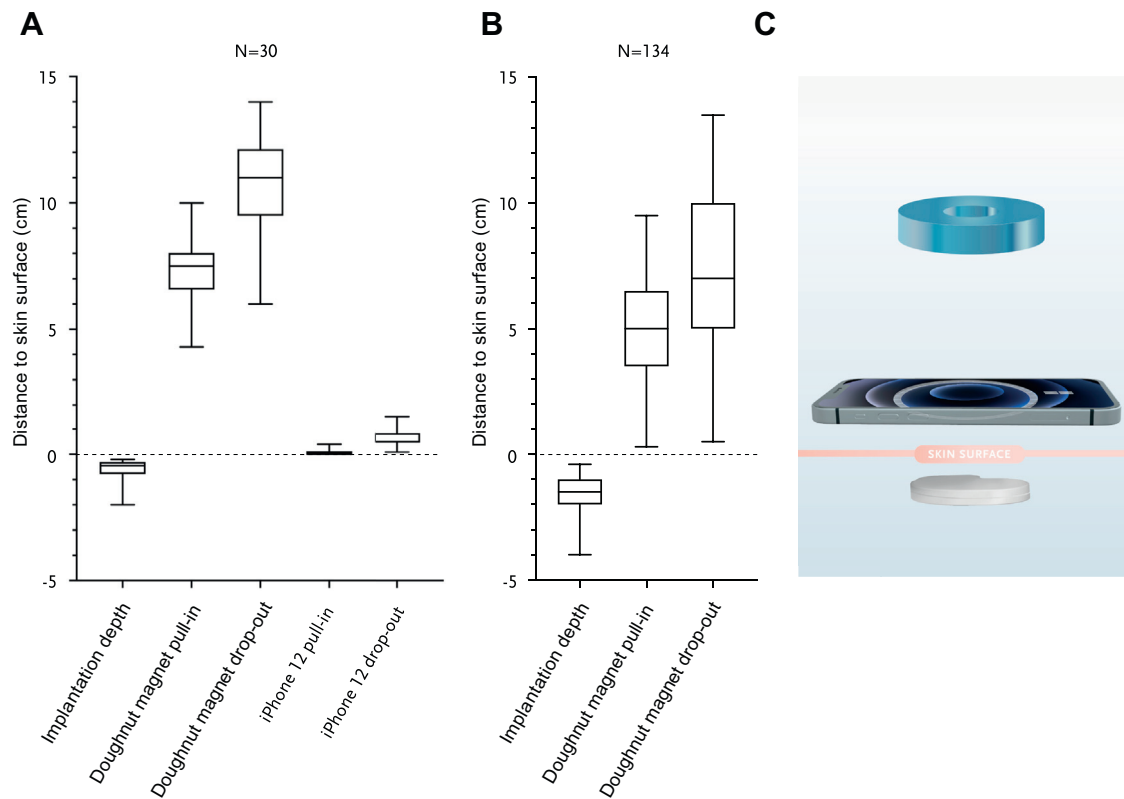 A
B
C
N=30
N=134
15
10
5
0
-5
Distance to skin surface (cm)
Implantation depth
Doughnut magnet pull-in
Doughnut magnet drop-out
iPhone 12 pull-in
iPhone 12 drop-out
15
10
5
0
-5
Distance to skin surface (cm)
Implantation depth
Doughnut magnet pull-in
Doughnut magnet drop-out
SKIN SURFACE